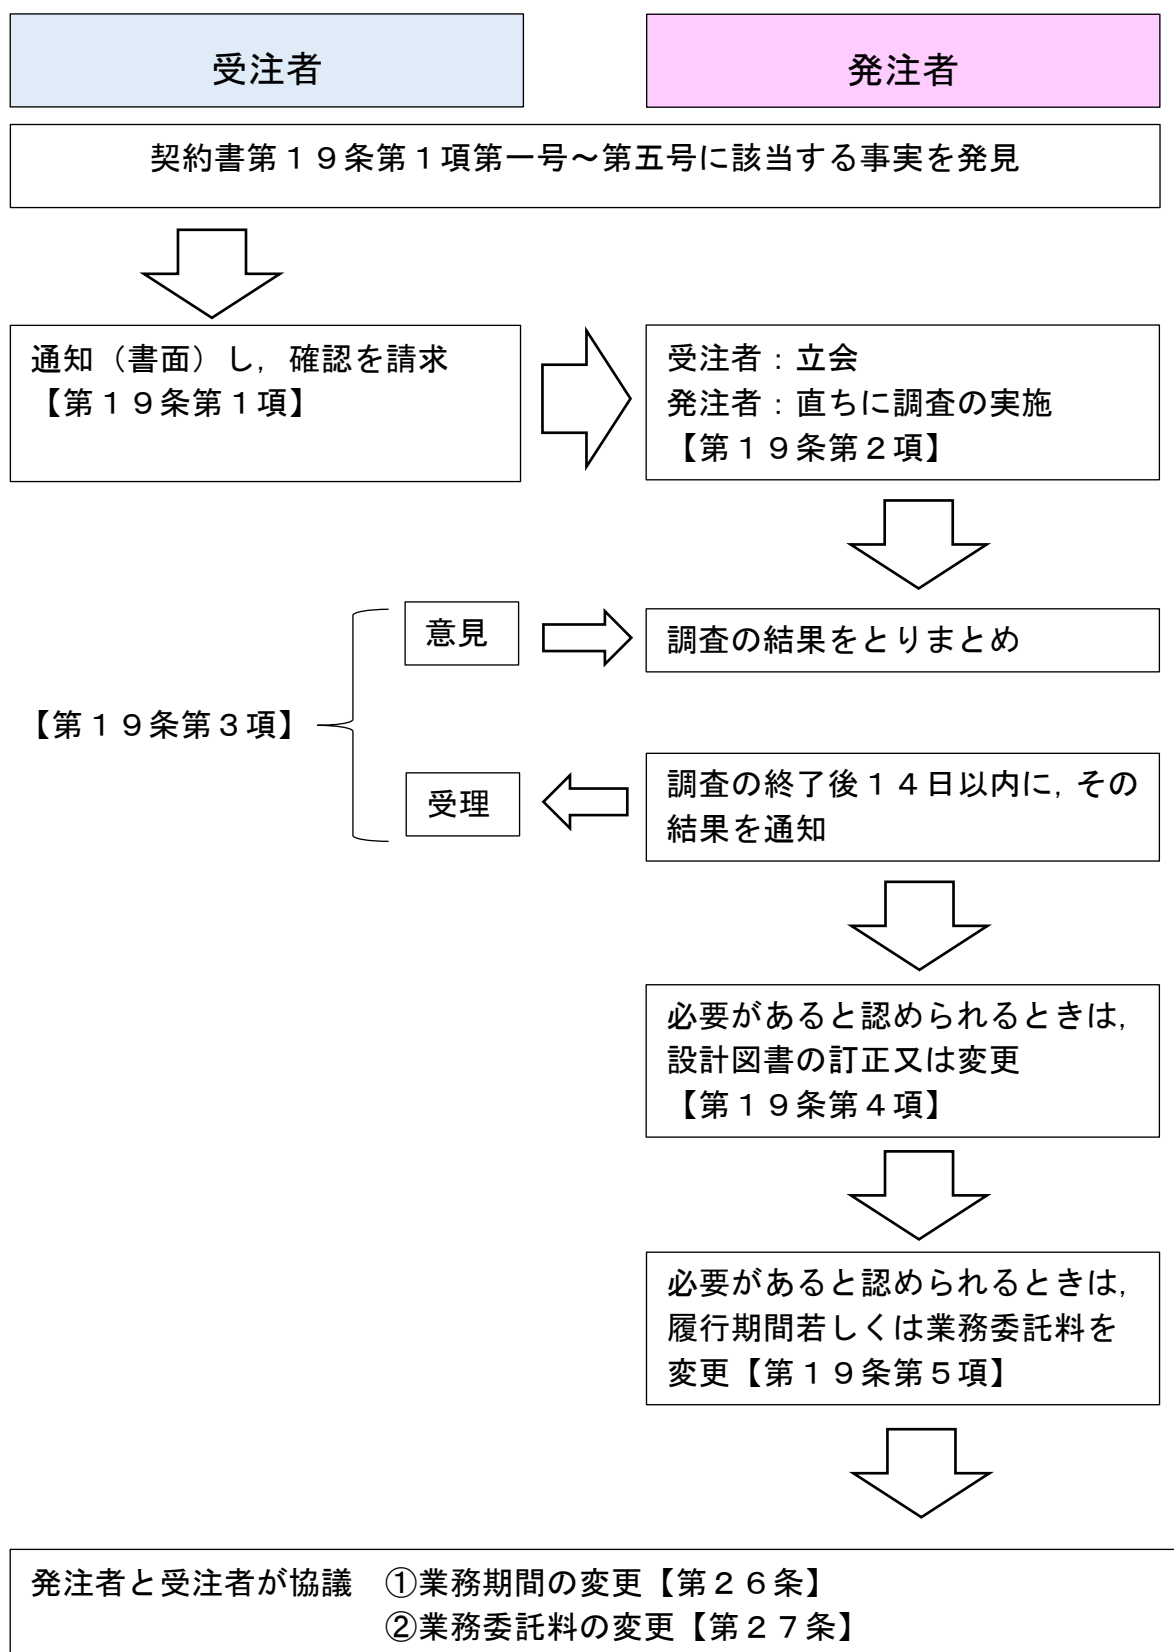 受注者
発注者
契約書第１９条第１項第一号～第五号に該当する事実を発見
通知（書面）し，確認を請求
【第１９条第１項】
受注者：立会
発注者：直ちに調査の実施
【第１９条第２項】
意見
調査の結果をとりまとめ
【第１９条第３項】
受理
調査の終了後１４日以内に，その
結果を通知
必要があると認められるときは，
設計図書の訂正又は変更
【第１９条第４項】
必要があると認められるときは，
履行期間若しくは業務委託料を
変更【第１９条第５項】
発注者と受注者が協議　①業務期間の変更【第２６条】
②業務委託料の変更【第２７条】